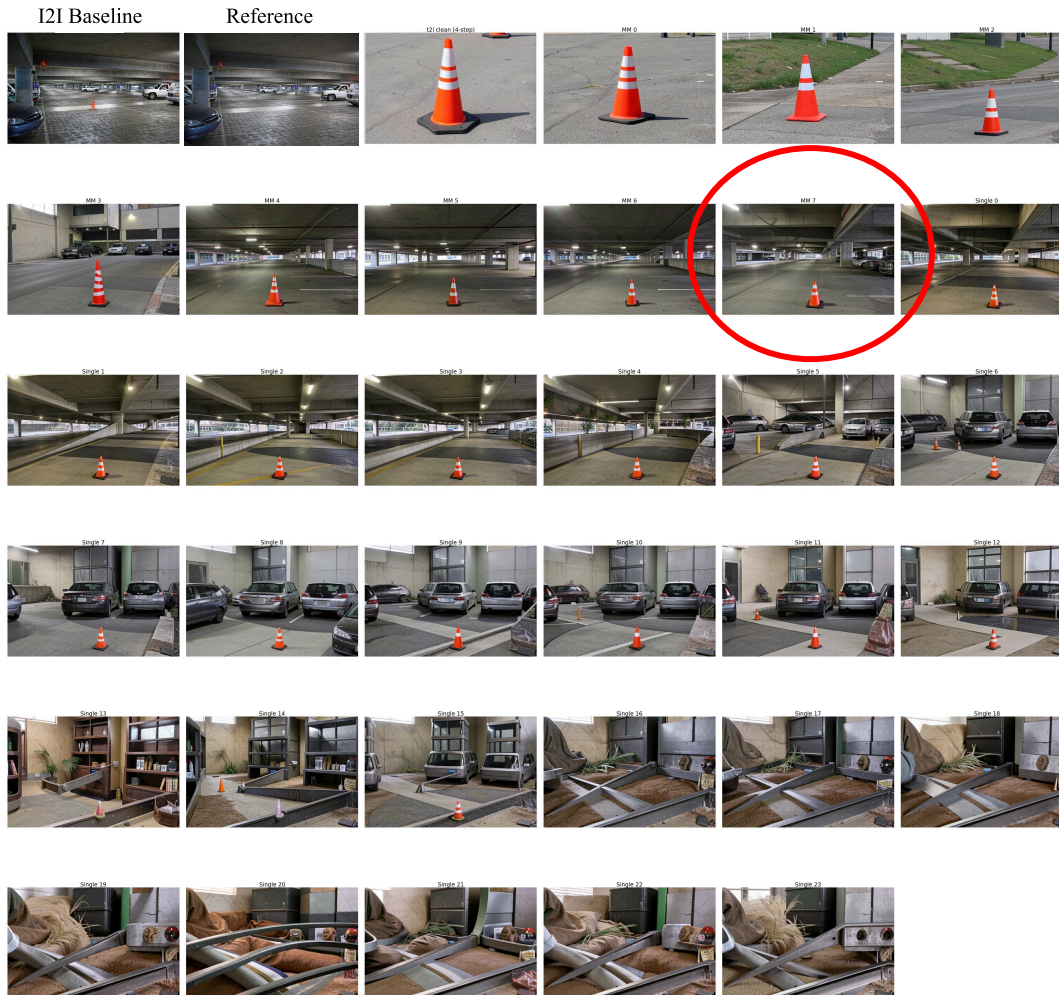 I2I Baseline
Reference
t2i clean (4-step)
MM 0
MM 1
MM 2
MM 3
MM 4
MM 5
MM 6
MM 7
Single 0
Single 1
Single 2
Single 3
Single 4
Single 5
Single 6
Single 7
Single 8
Single 9
Single 10
Single 11
Single 12
Single 13
Single 14
Single 15
Single 16
Single 17
Single 18
Single 19
Single 20
Single 21
Single 22
Single 23